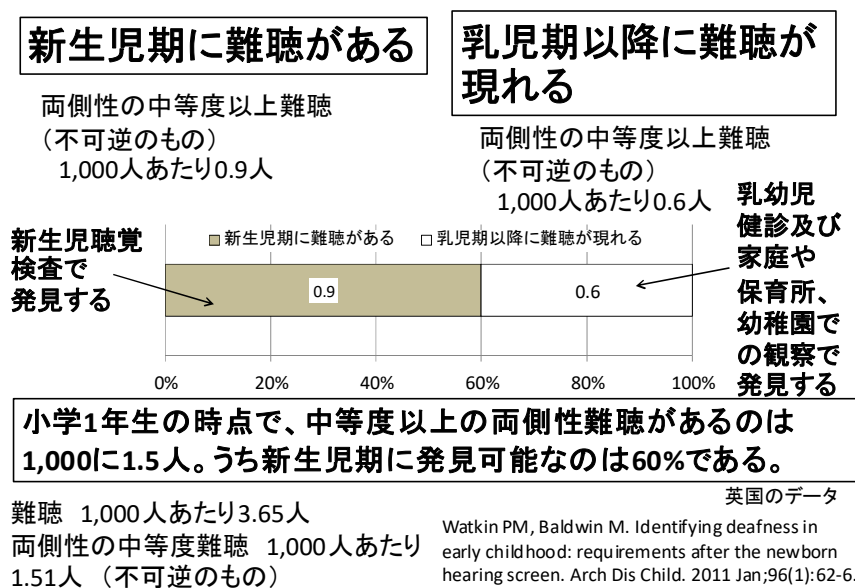 新生児期に難聴がある
両側性の中等度以上難聴
（不可逆のもの）
1,000人あたり0.9人
乳児期以降に難聴が
現れる
両側性の中等度以上難聴
（不可逆のもの）
1,000人あたり0.6人
新生児聴覚
検査で
発見する
新生児期に難聴がある 乳児期以降に難聴が現れる
0.9 0.6
0% 20% 40% 60% 80% 100%
乳幼児
健診及び
家庭や
保育所、
幼稚園で
の観察で
発見する
小学1年生の時点で、中等度以上の両側性難聴があるのは
1,000に1.5人。うち新生児期に発見可能なのは60%である。
難聴 1,000人あたり3.65人
両側性の中等度難聴 1,000人あたり
1.51人 （不可逆のもの）
英国のデータ
Watkin PM, Baldwin M. Identifying deafness in
early childhood: requirements after the newborn
hearing screen. Arch Dis Child. 2011 Jan;96(1):62-6.